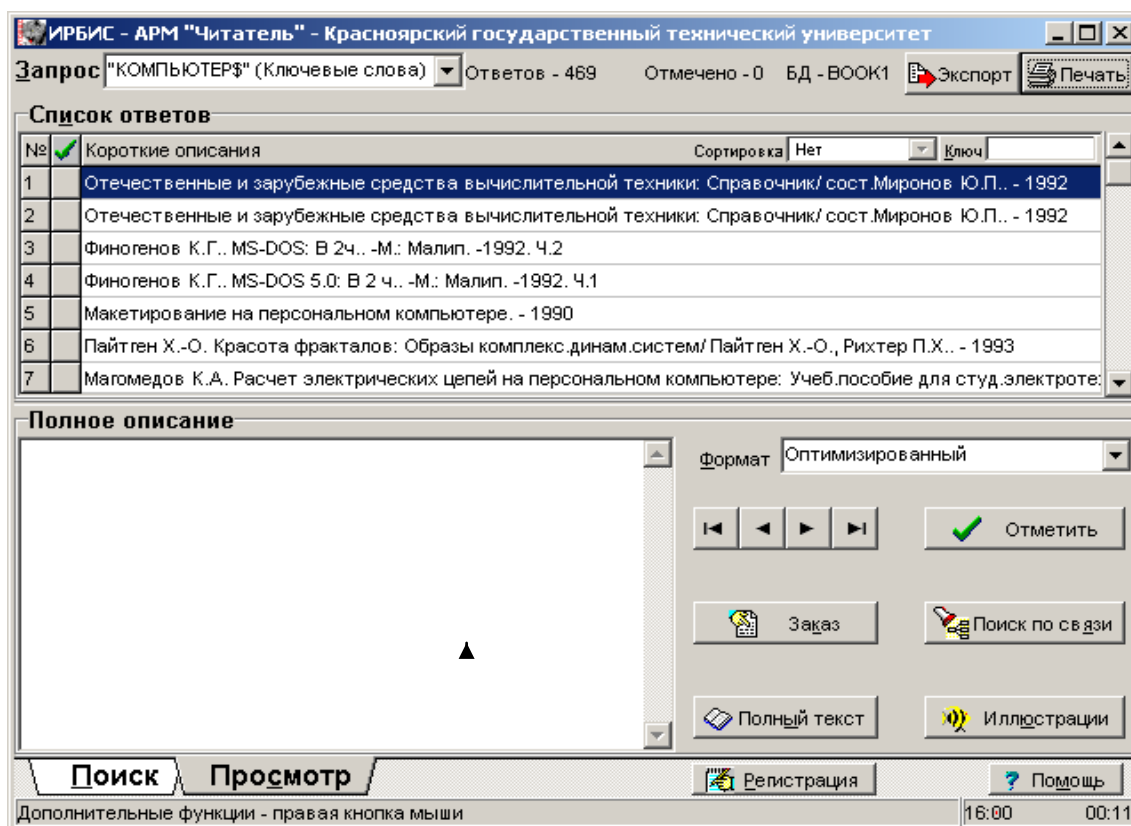 ИРБИС - АРМ "Читатель" - Красноярский государственный технический университет
Запрос "КОМПЬЮТЕР$" (Ключевые слова) Ответов - 469 Отмечено - 0 БД - BOOK1 Экспорт Печать
Список ответов
№ Короткие описания Сортировка Нет Ключ
1 Отечественные и зарубежные средства вычислительной техники: Справочник/ сост.Миронов Ю.П.. - 1992
2 Отечественные и зарубежные средства вычислительной техники: Справочник/ сост.Миронов Ю.П.. - 1992
3 Финогенов К.Г.. MS-DOS: В 2ч.. -М.: Малип. -1992. Ч.2
4 Финогенов К.Г.. MS-DOS 5.0: В 2 ч.. -М.: Малип. -1992. Ч.1
5 Макетирование на персональном компьютере. - 1990
6 Пайтген Х.-О. Красота фракталов: Образы комплекс.динам.систем/ Пайтген Х.-О., Рихтер П.Х.. - 1993
7 Магомедов К.А. Расчет электрических цепей на персональном компьютере: Учеб.пособие для студ.электроте
Полное описание
Формат Оптимизированный
Отметить
Заказ Поиск по связи
Полный текст Иллюстрации
Поиск Просмотр Регистрация Помощь
Дополнительные функции - правая кнопка мыши 16:00 00:11